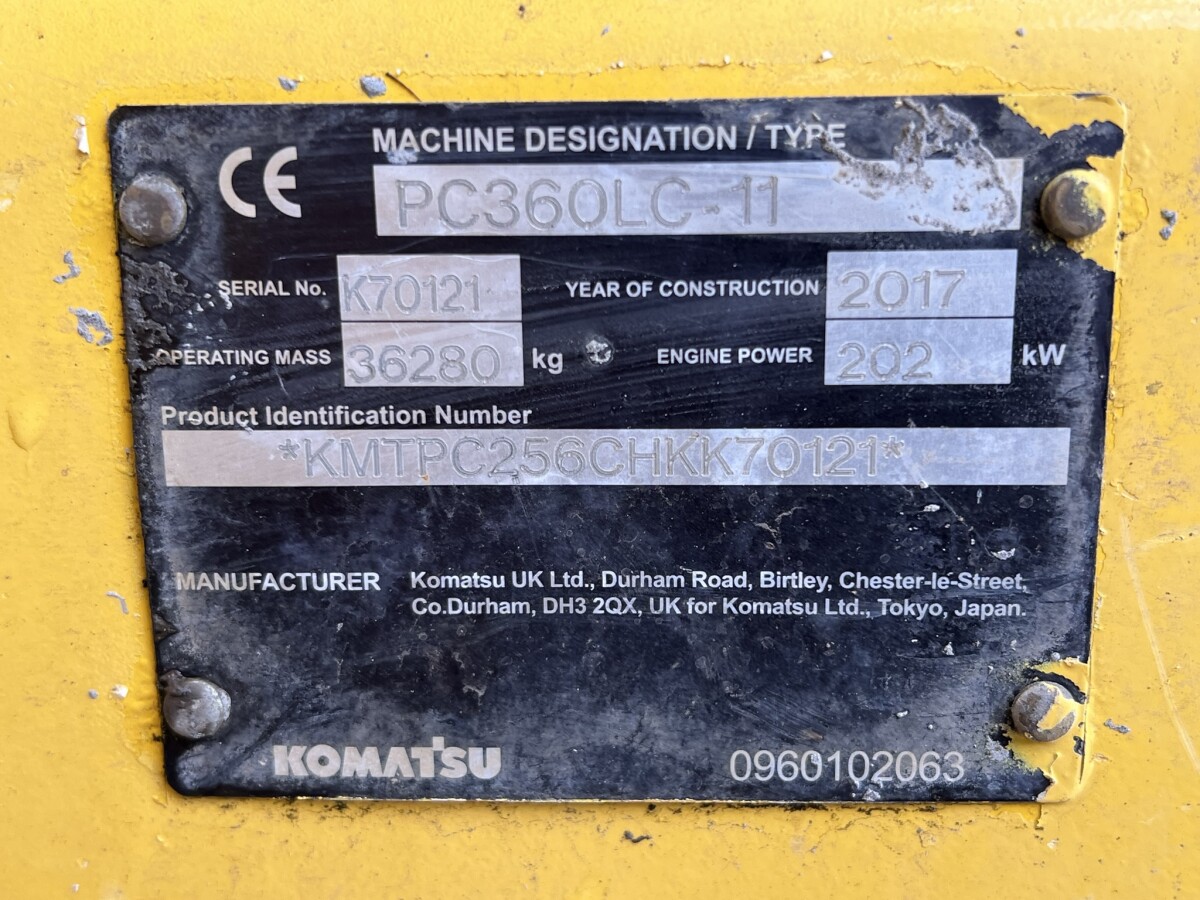 CE
MACHINE DESIGNATION / TYPE
PC360LC-11
SERIAL No. K70121 YEAR OF CONSTRUCTION 2017
OPERATING MASS 36280 kg ENGINE POWER 202 kW
Product Identification Number
*KMTPC256CHKK70121*
MANUFACTURER Komatsu UK Ltd., Durham Road, Birtley, Chester-le-Street,
Co.Durham, DH3 2QX, UK for Komatsu Ltd., Tokyo, Japan.
KOMATSU 0960102063